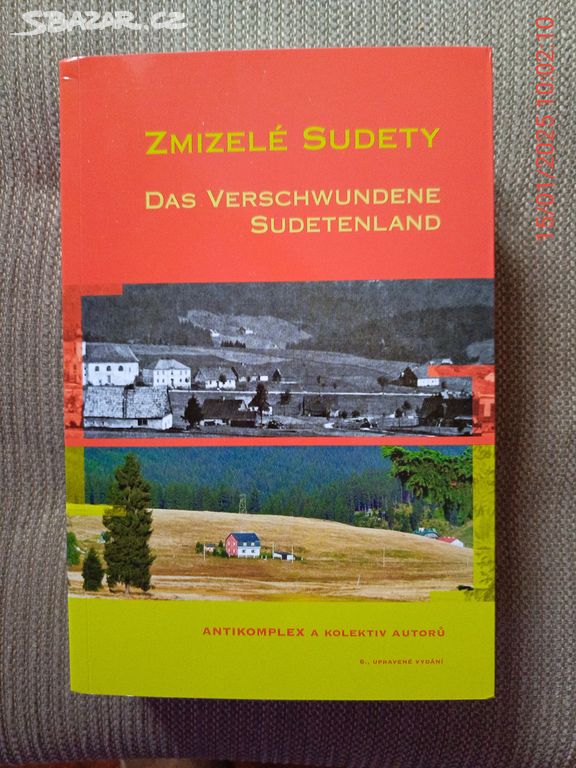 SBAZAR.CZ
15/01/2025 10:02:10
ZMIZELÉ SUDETY
DAS VERSCHWUNDENE
SUDETENLAND
ANTIKOMPLEX A KOLEKTIV AUTORŮ
6., UPRAVENÉ VYDÁNÍ